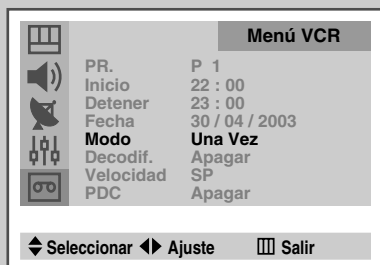 Menú VCR
PR. P 1
Inicio 22 : 00
Detener 23 : 00
Fecha 30 / 04 / 2003
Modo Una Vez
Decodif. Apagar
Velocidad SP
PDC Apagar
Seleccionar Ajuste Salir